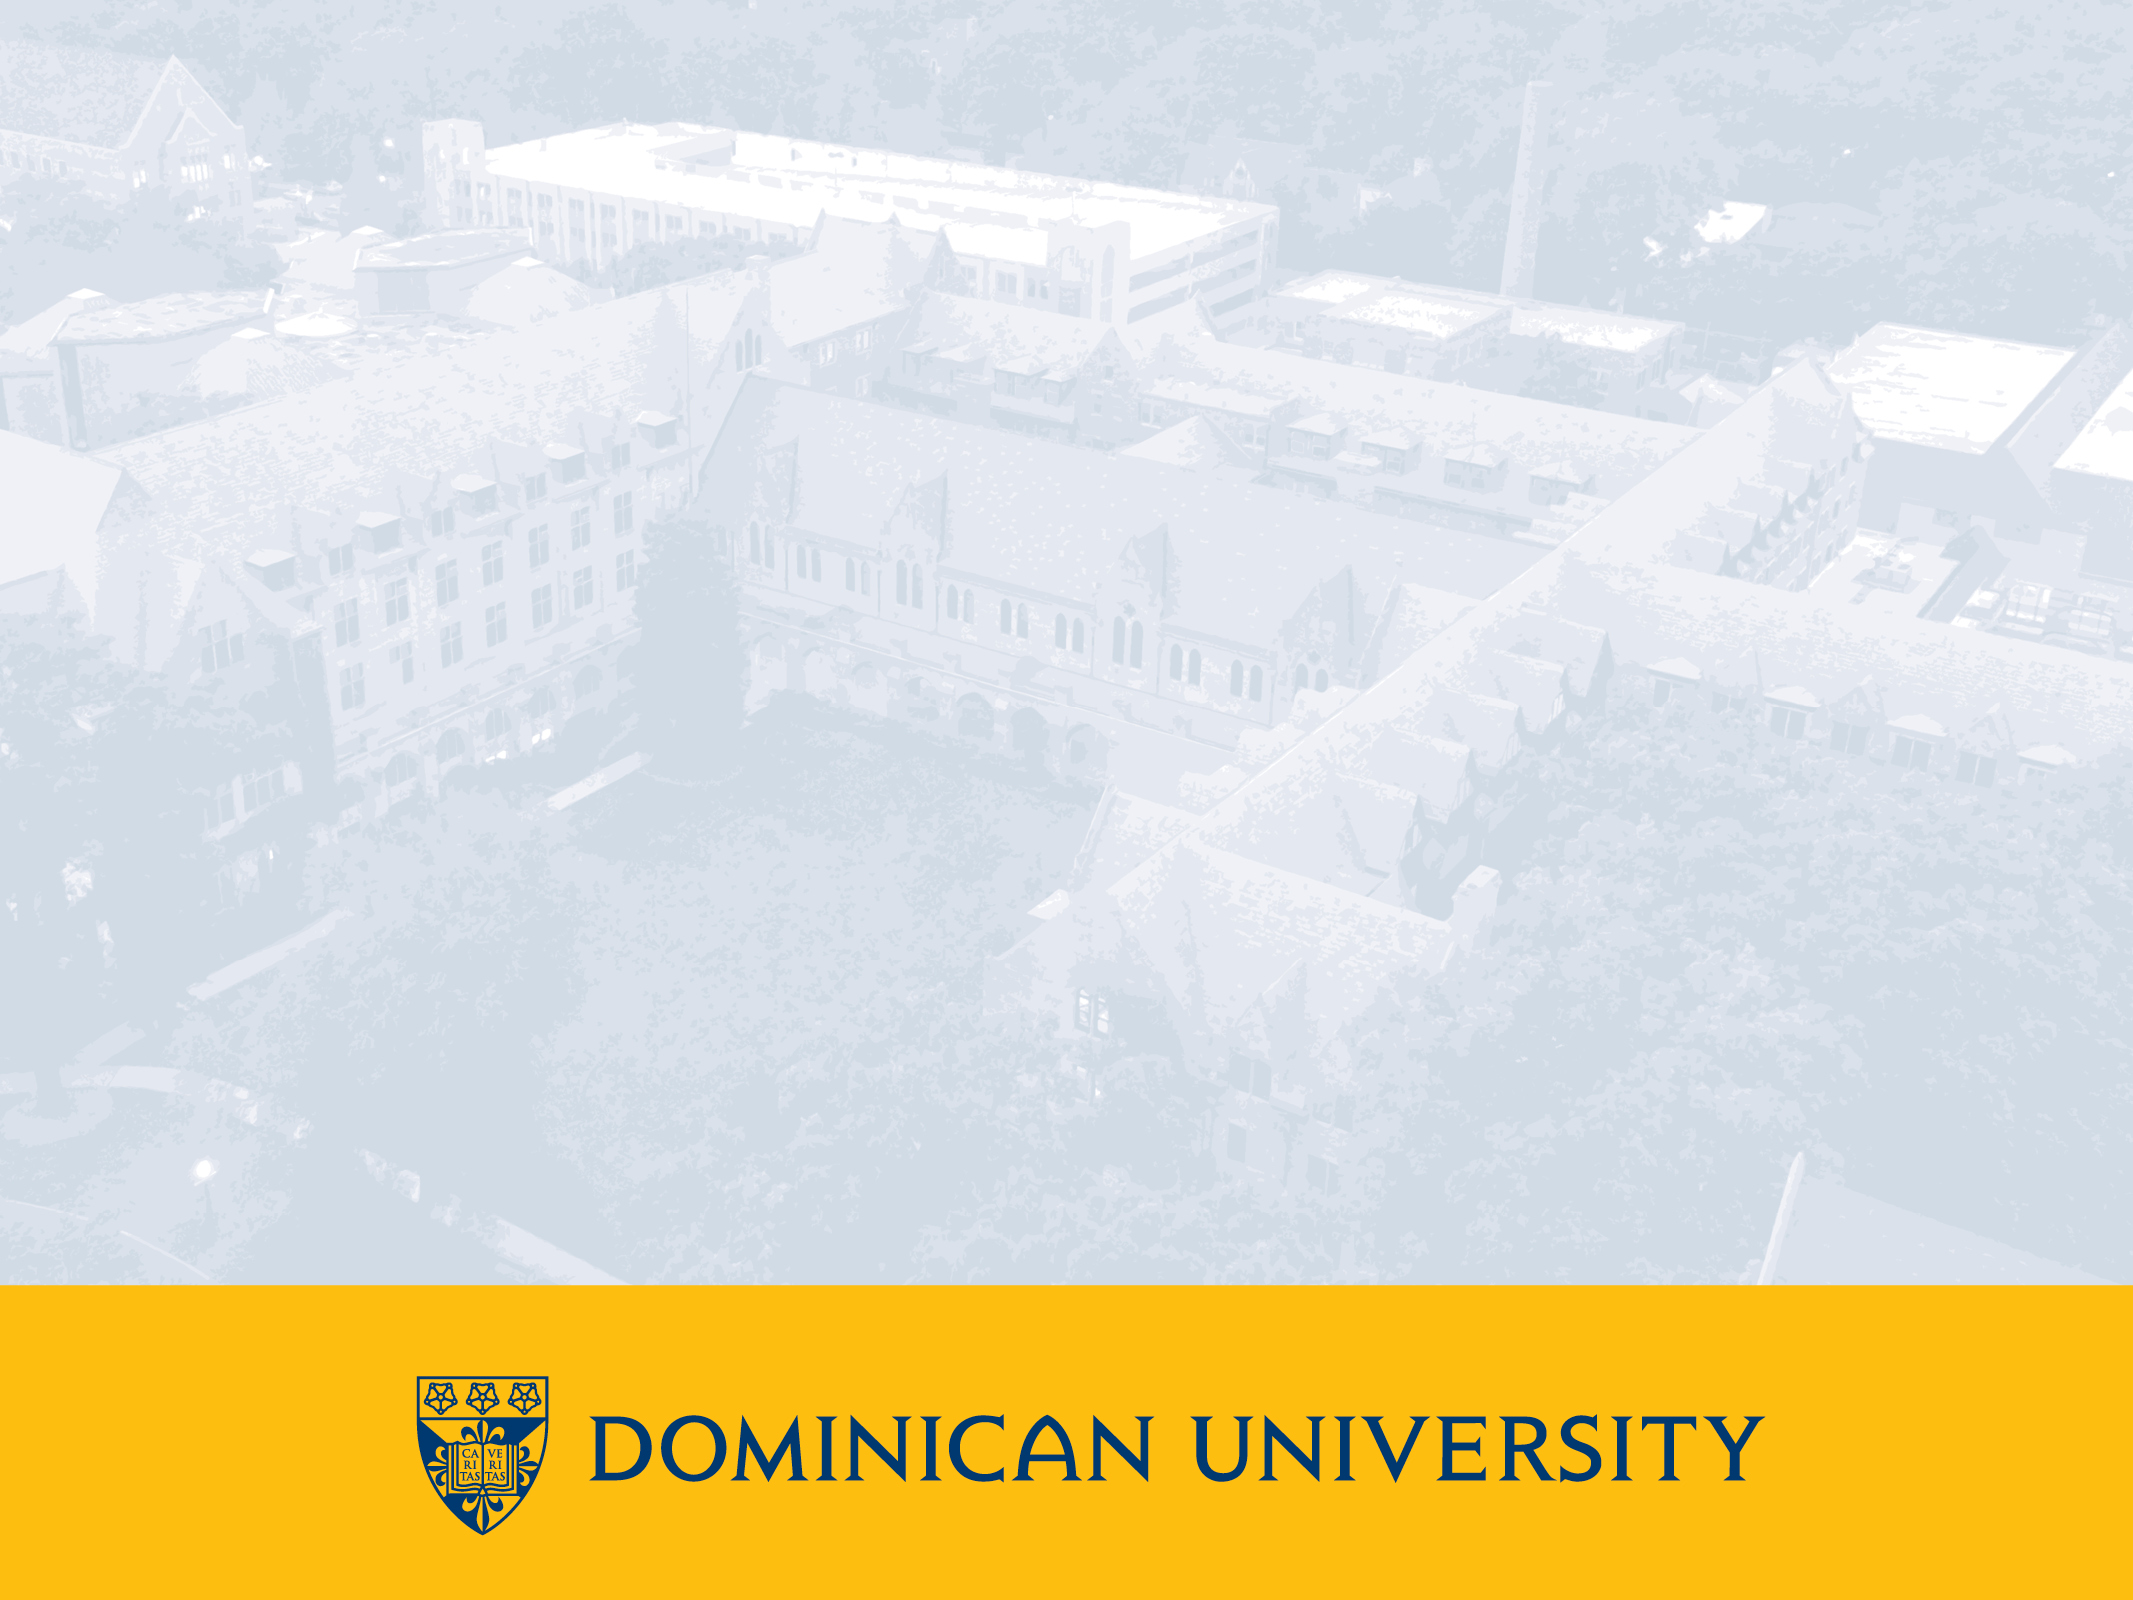 CA VE
RI RI
TAS TAS
DOMINICAN UNIVERSITY